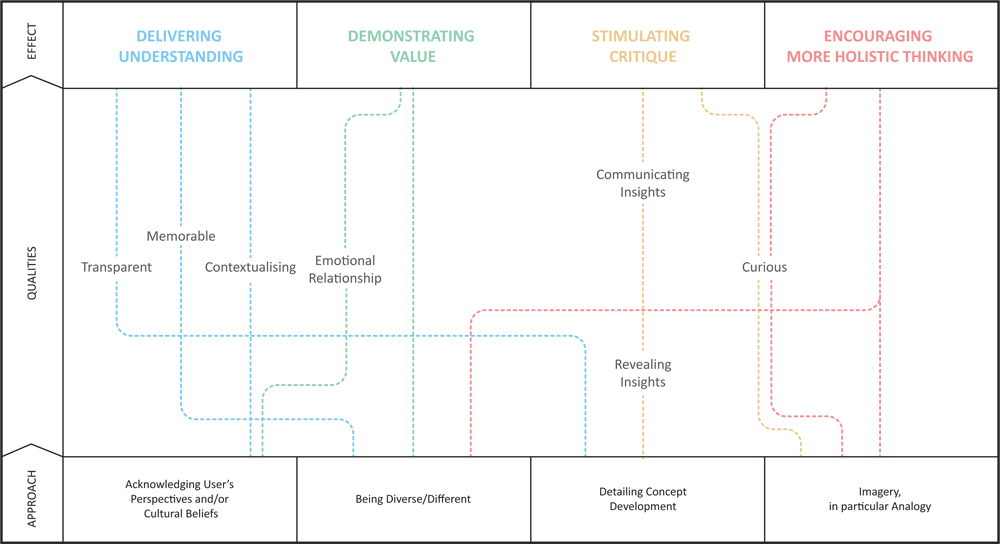 EFFECT
DELIVERING
UNDERSTANDING
DEMONSTRATING
VALUE
STIMULATING
CRITIQUE
ENCOURAGING
MORE HOLISTIC THINKING
QUALITIES
Communicating
Insights
Memorable
Transparent
Contextualising
Emotional
Relationship
Curious
Revealing
Insights
APPROACH
Acknowledging User's
Perspectives and/or
Cultural Beliefs
Being Diverse/Different
Detailing Concept
Development
Imagery,
in particular Analogy